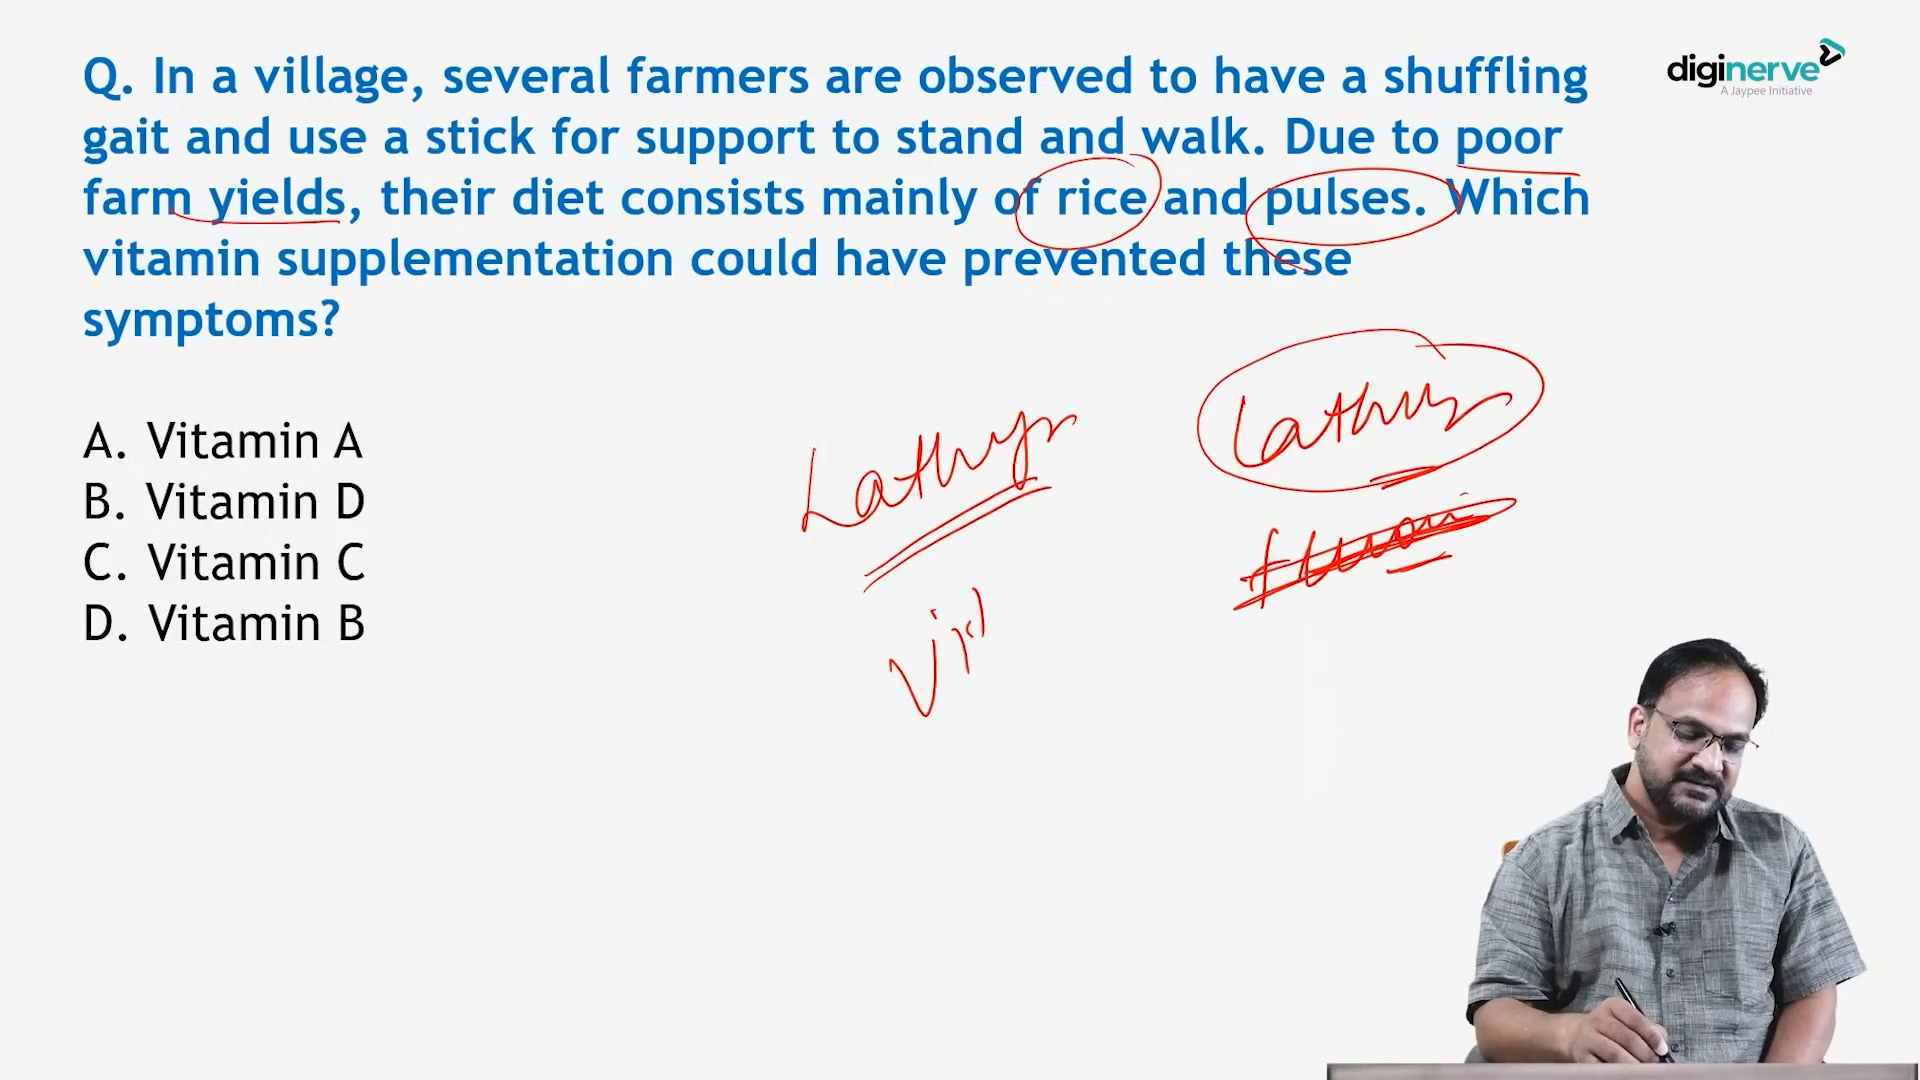 Q. In a village, several farmers are observed to have a shuffling
gait and use a stick for support to stand and walk. Due to poor
farm yields, their diet consists mainly of rice and pulses. Which
vitamin supplementation could have prevented these
symptoms?
A. Vitamin A
B. Vitamin D
C. Vitamin C
D. Vitamin B
diginerve
A Jaypee Initiative